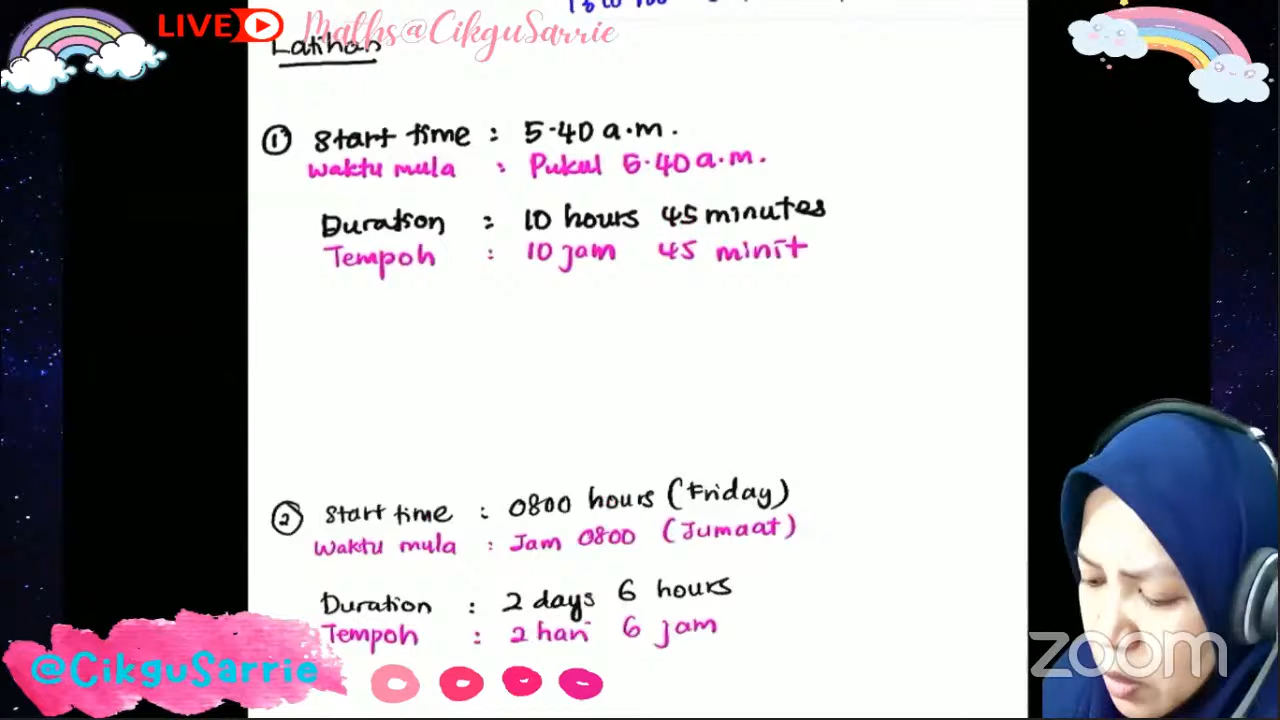 LIVE Maths@CikguSarrie
Latihan
① Start time : 5.40 a.m.
Waktu mula : Pukul 5.40 a.m.
Duration : 10 hours 45 minutes
Tempoh : 10 jam 45 minit
② Start time : 0800 hours (Friday)
Waktu mula : Jam 0800 (Jumaat)
Duration : 2 days 6 hours
Tempoh : 2 hari 6 jam
@CikguSarrie
zoom